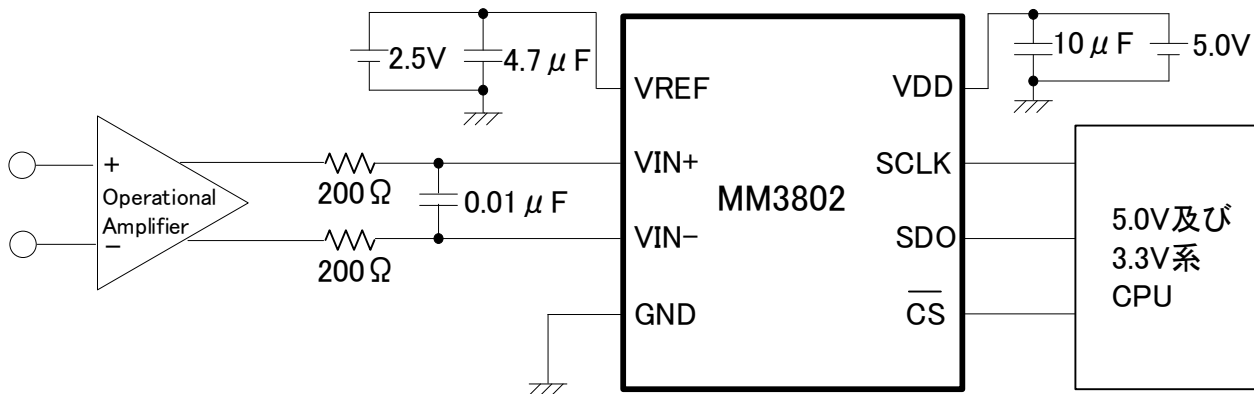 2.5V
4.7μF
10μF
5.0V
VREF
VDD
+
Operational
Amplifier
−
200Ω
0.01μF
200Ω
VIN+
VIN−
GND
MM3802
SCLK
SDO
CS
5.0V及び
3.3V系
CPU